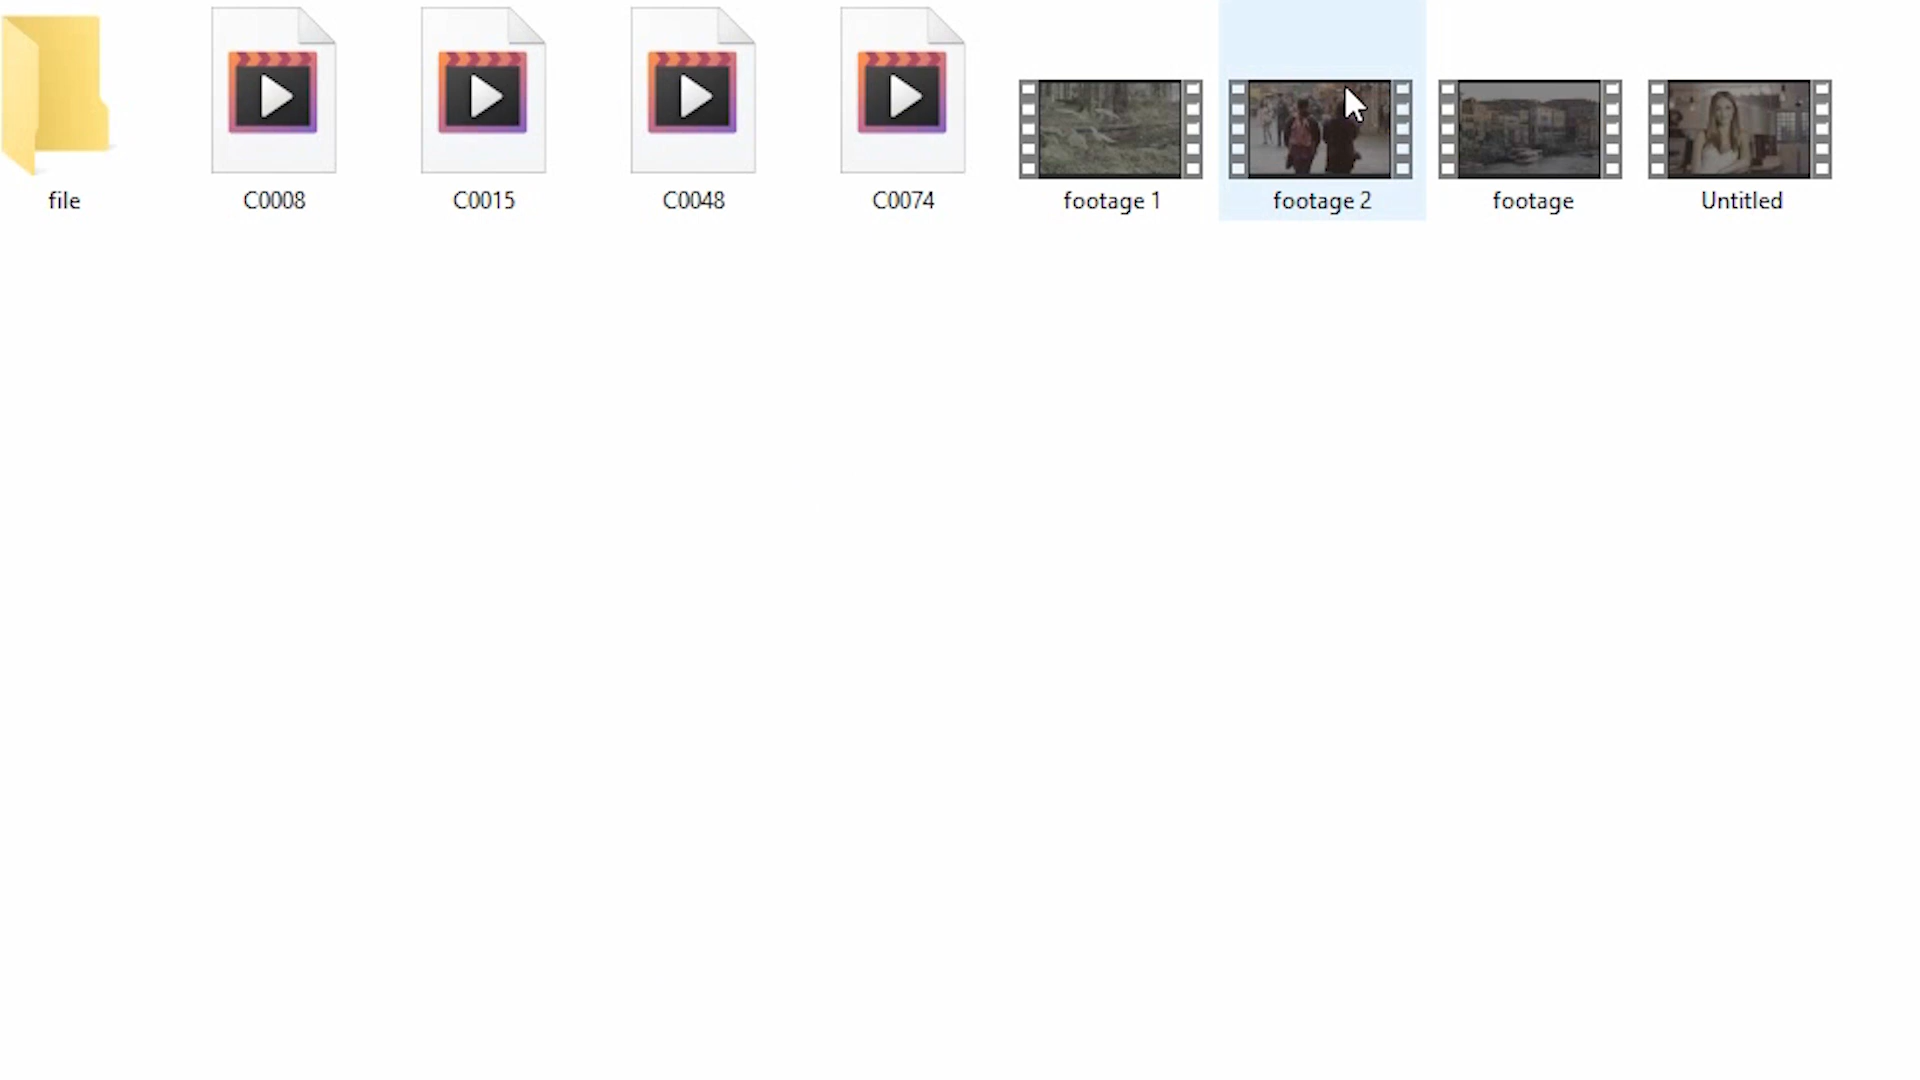 file
C0008
C0015
C0048
C0074
footage 1
footage 2
footage
Untitled